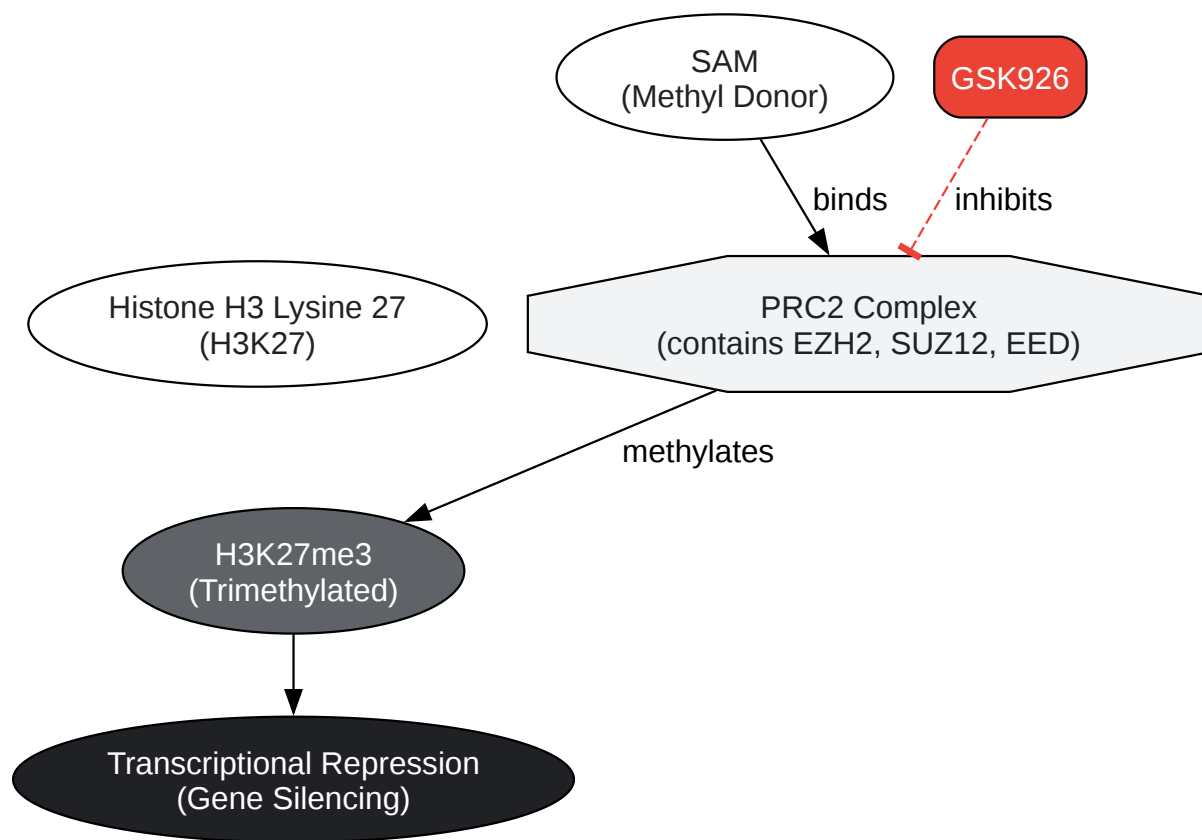 SAM
(Methyl Donor)
GSK926
binds
inhibits
Histone H3 Lysine 27
(H3K27)
PRC2 Complex
(contains EZH2, SUZ12, EED)
methylates
H3K27me3
(Trimethylated)
Transcriptional Repression
(Gene Silencing)